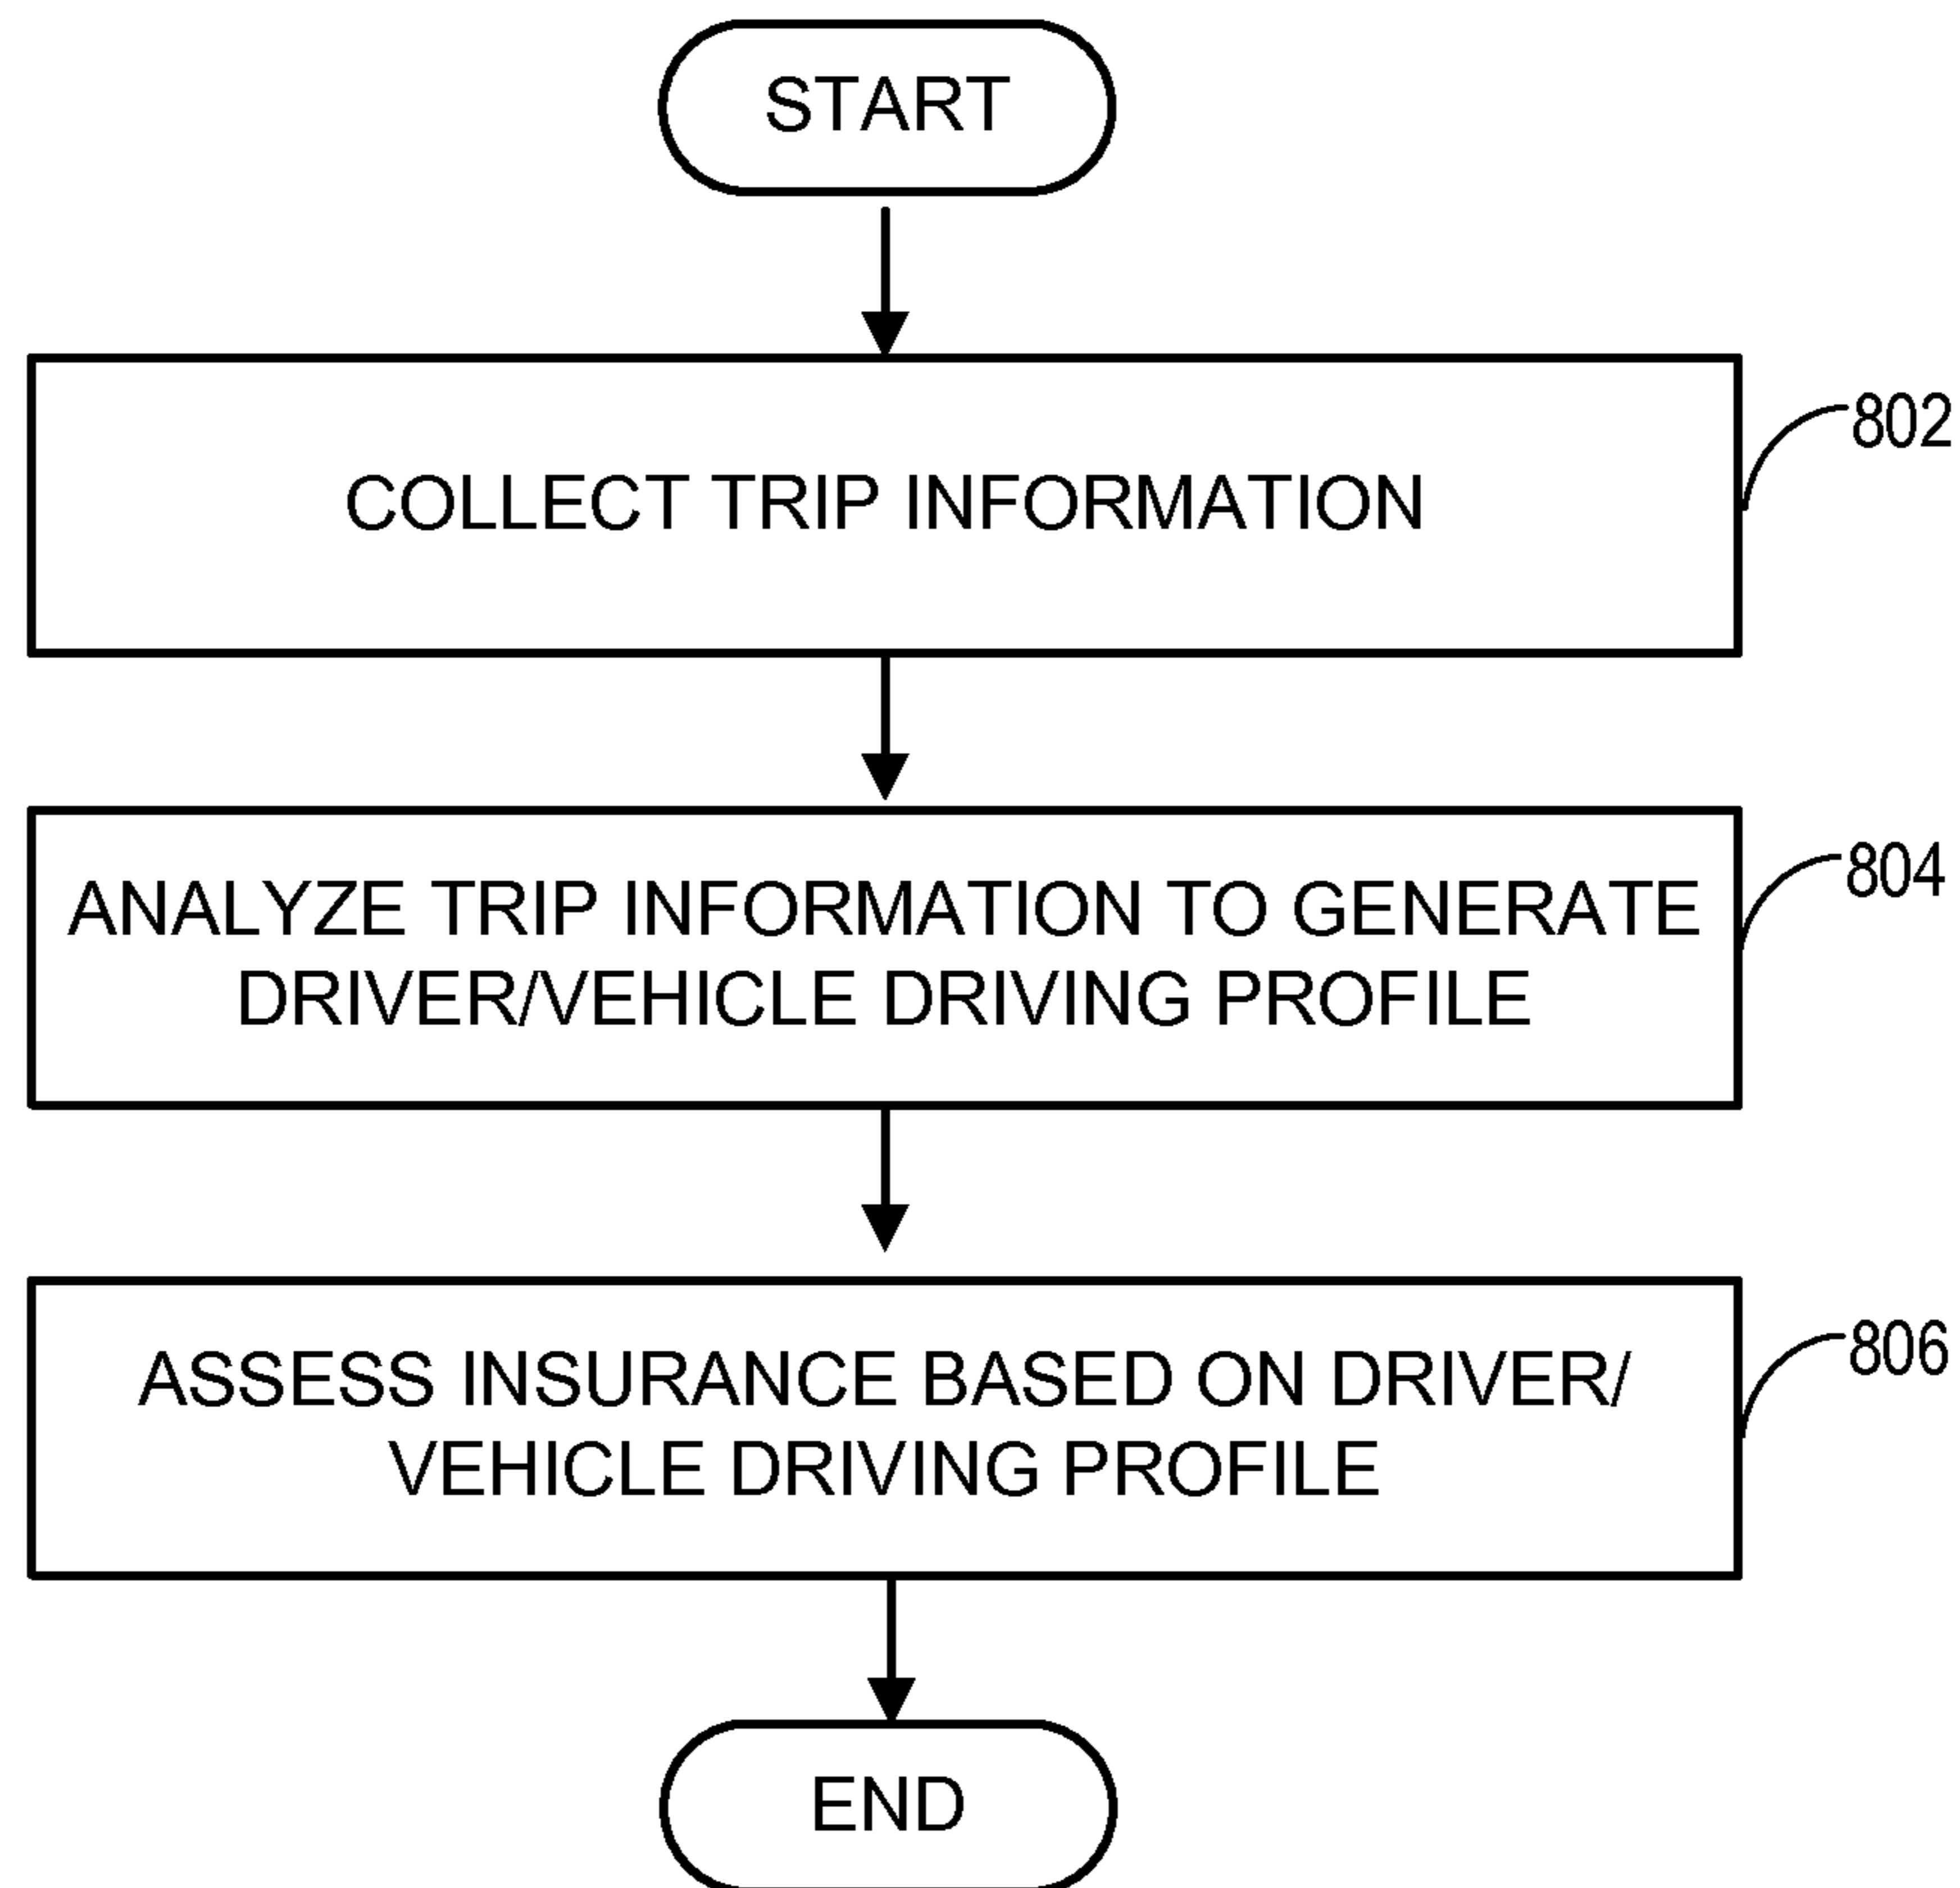 START
COLLECT TRIP INFORMATION
802
ANALYZE TRIP INFORMATION TO GENERATE
DRIVER/VEHICLE DRIVING PROFILE
804
ASSESS INSURANCE BASED ON DRIVER/
VEHICLE DRIVING PROFILE
806
END